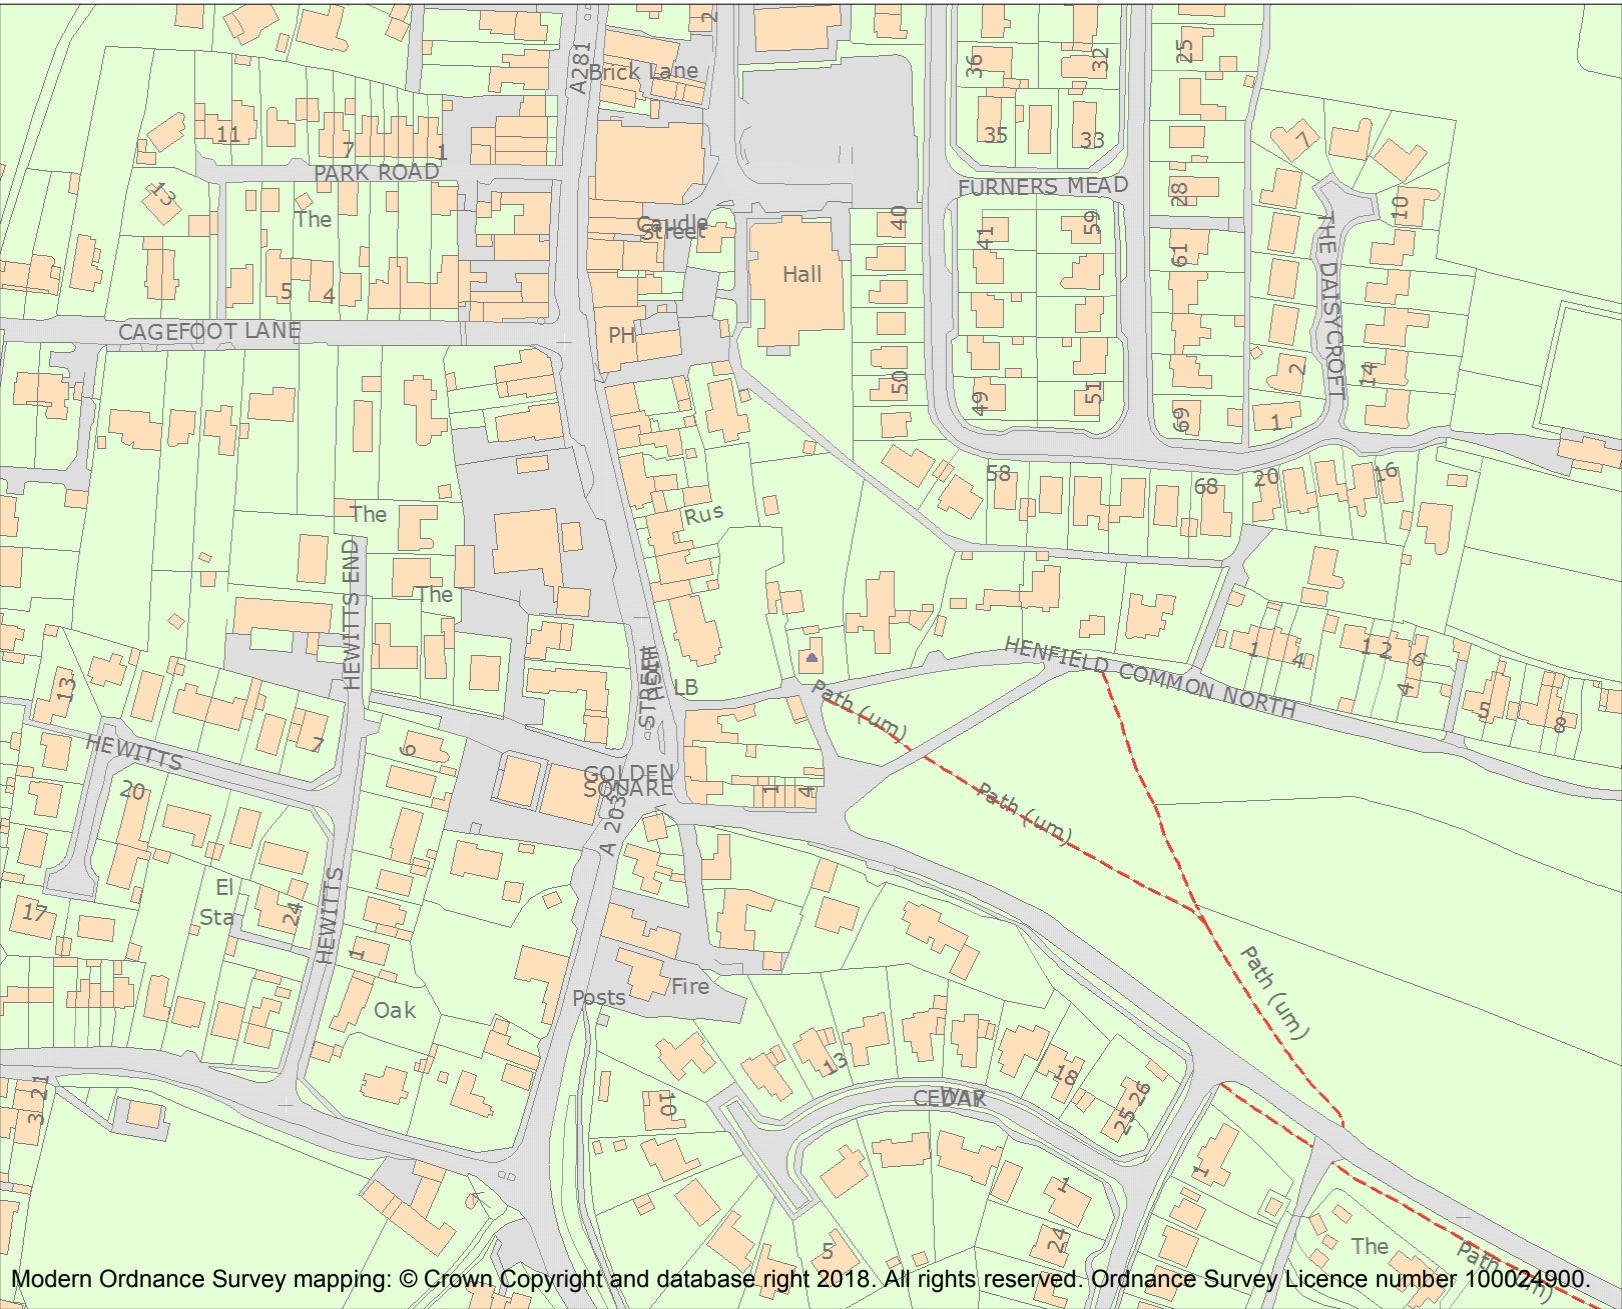 2
A281
Brick Lane
36
32
25
11
7
1
35
33
7
PARK ROAD
FURNERS MEAD
28
13
The
Caudle
Street
40
41
59
10
61
THE DAISYCROFT
Hall
5
4
CAGEFOOT LANE
PH
50
49
51
2
14
69
1
58
68
20
16
The
Rus
HEWITTS END
The
HENFIELD COMMON NORTH
1
4
1
2
6
4
13
LB
STREET
Path (um)
5
8
HEWITTS
7
6
GOLDEN
SQUARE
20
1
4
Path (um)
El
Sta
17
24
HEWITTS
1
Oak
Posts
Fire
Path (um)
13
18
26
25
CEDAR
WAY
10
21
3
1
1
24
5
The
Path (um)
Modern Ordnance Survey mapping: © Crown Copyright and database right 2018. All rights reserved. Ordnance Survey Licence number 100024900.